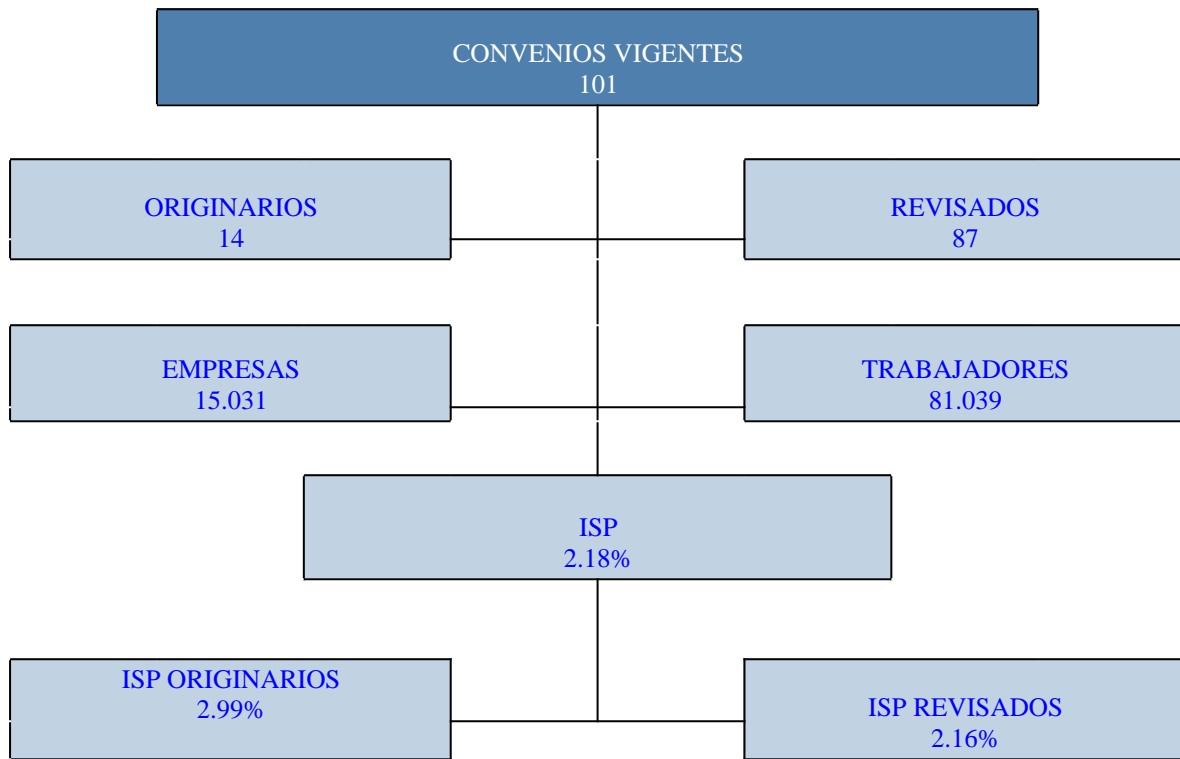 CONVENIOS VIGENTES
101
ORIGINARIOS
14
REVISADOS
87
EMPRESAS
15.031
TRABAJADORES
81.039
ISP
2.18%
ISP ORIGINARIOS
2.99%
ISP REVISADOS
2.16%